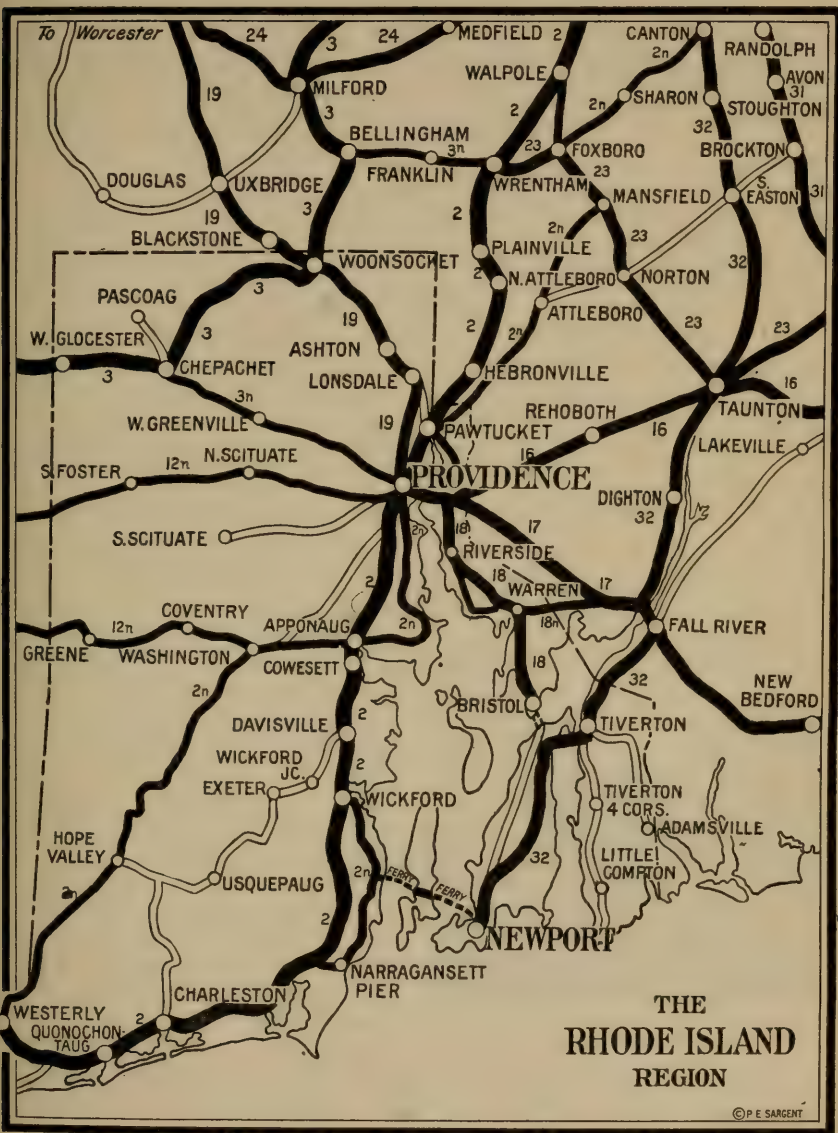 To Worcester
24
3
24
MEDFIELD
2
CANTON
2n
RANDOLPH
WALPOLE
AVON
31
19
MILFORD
2n
SHARON
STOUGHTON
3
2
32
BELLINGHAM
3n
23
FOXBORO
BROCKTON
FRANKLIN
WRENTHAM
23
DOUGLAS
UXBRIDGE
MANSFIELD
S.
EASTON
31
19
3
2
2n
BLACKSTONE
PLAINVILLE
23
32
WOONSOCKET
2
N. ATTLEBORO
NORTON
PASCOAG
3
ATTLEBORO
19
3
2
2n
23
23
W. GLOCESTER
ASHTON
3
CHEPACHET
LONSDALE
HEBRONVILLE
16
3n
REHOBOTH
TAUNTON
W. GREENVILLE
19
PAWTUCKET
16
LAKEVILLE
N. SCITUATE
16
S. FOSTER
12n
PROVIDENCE
DIGHTON
32
S. SCITUATE
2n
18
17
RIVERSIDE
2
18
WARREN
17
COVENTRY
12n
APPONAUG
2n
18n
FALL RIVER
GREENE
WASHINGTON
COWESETT
18
32
NEW
BEDFORD
2n
BRISTOL
DAVISVILLE
2
TIVERTON
WICKFORD
JC.
2
EXETER
WICKFORD
TIVERTON
4 CORS.
ADAMSVILLE
HOPE
VALLEY
32
LITTLE
COMPTON
2n
USQUEPAUG
2n
FERRY
FERRY
2
NEWPORT
NARRAGANSETT
PIER
CHARLESTON
WESTERLY
2
QUONOCHON-
TAUG
THE
RHODE ISLAND
REGION
© P E SARGENT